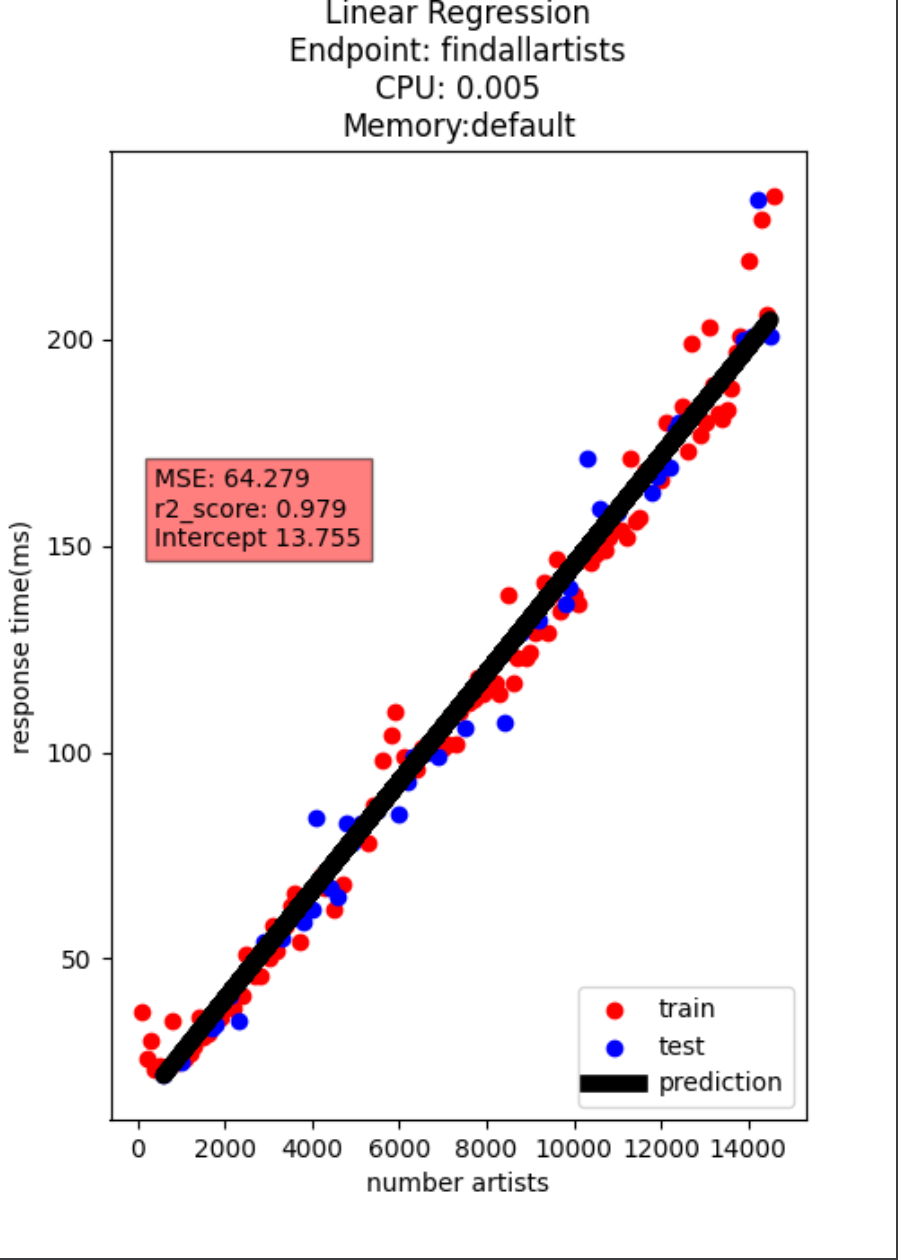 Linear Regression
Endpoint: findallartists
CPU: 0.005
Memory:default
200
150
100
50
response time(ms)
MSE: 64.279
r2_score: 0.979
Intercept 13.755
train
test
prediction
0 2000 4000 6000 8000 10000 12000 14000
number artists